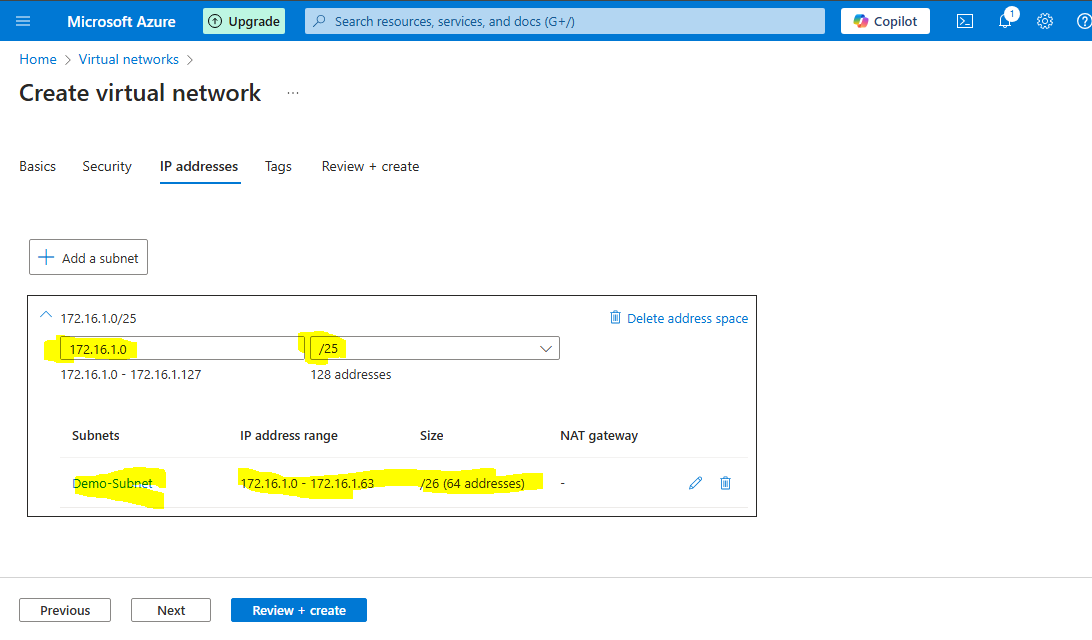 Microsoft Azure Upgrade Search resources, services, and docs (G+/) Copilot 1
Home > Virtual networks >
Create virtual network ...
Basics Security IP addresses Tags Review + create
+ Add a subnet
172.16.1.0/25 Delete address space
172.16.1.0 /25
172.16.1.0 - 172.16.1.127 128 addresses
Subnets IP address range Size NAT gateway
Demo-Subnet 172.16.1.0 - 172.16.1.63 /26 (64 addresses) -
Previous Next Review + create